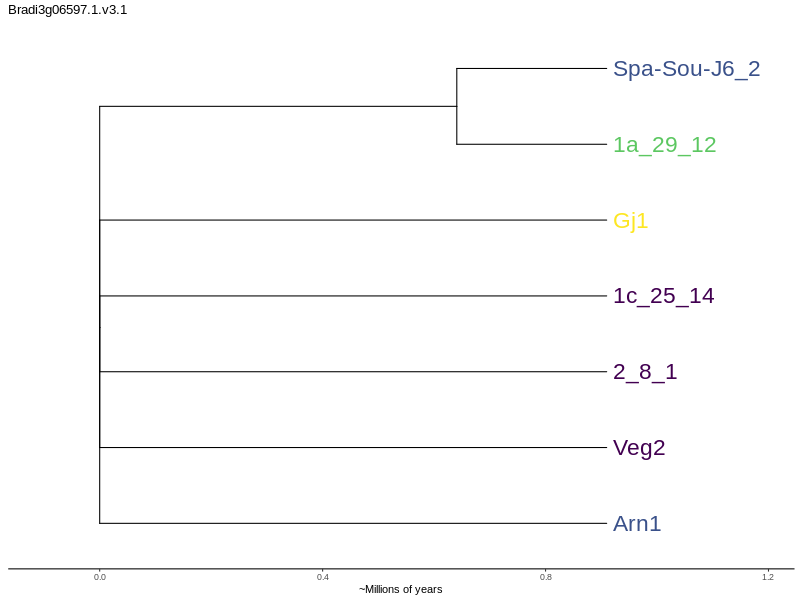 Bradi3g06597.1.v3.1
Spa-Sou-J6_2
1a_29_12
Gj1
1c_25_14
2_8_1
Veg2
Arn1
0.0 0.4 0.8 1.2
~Millions of years